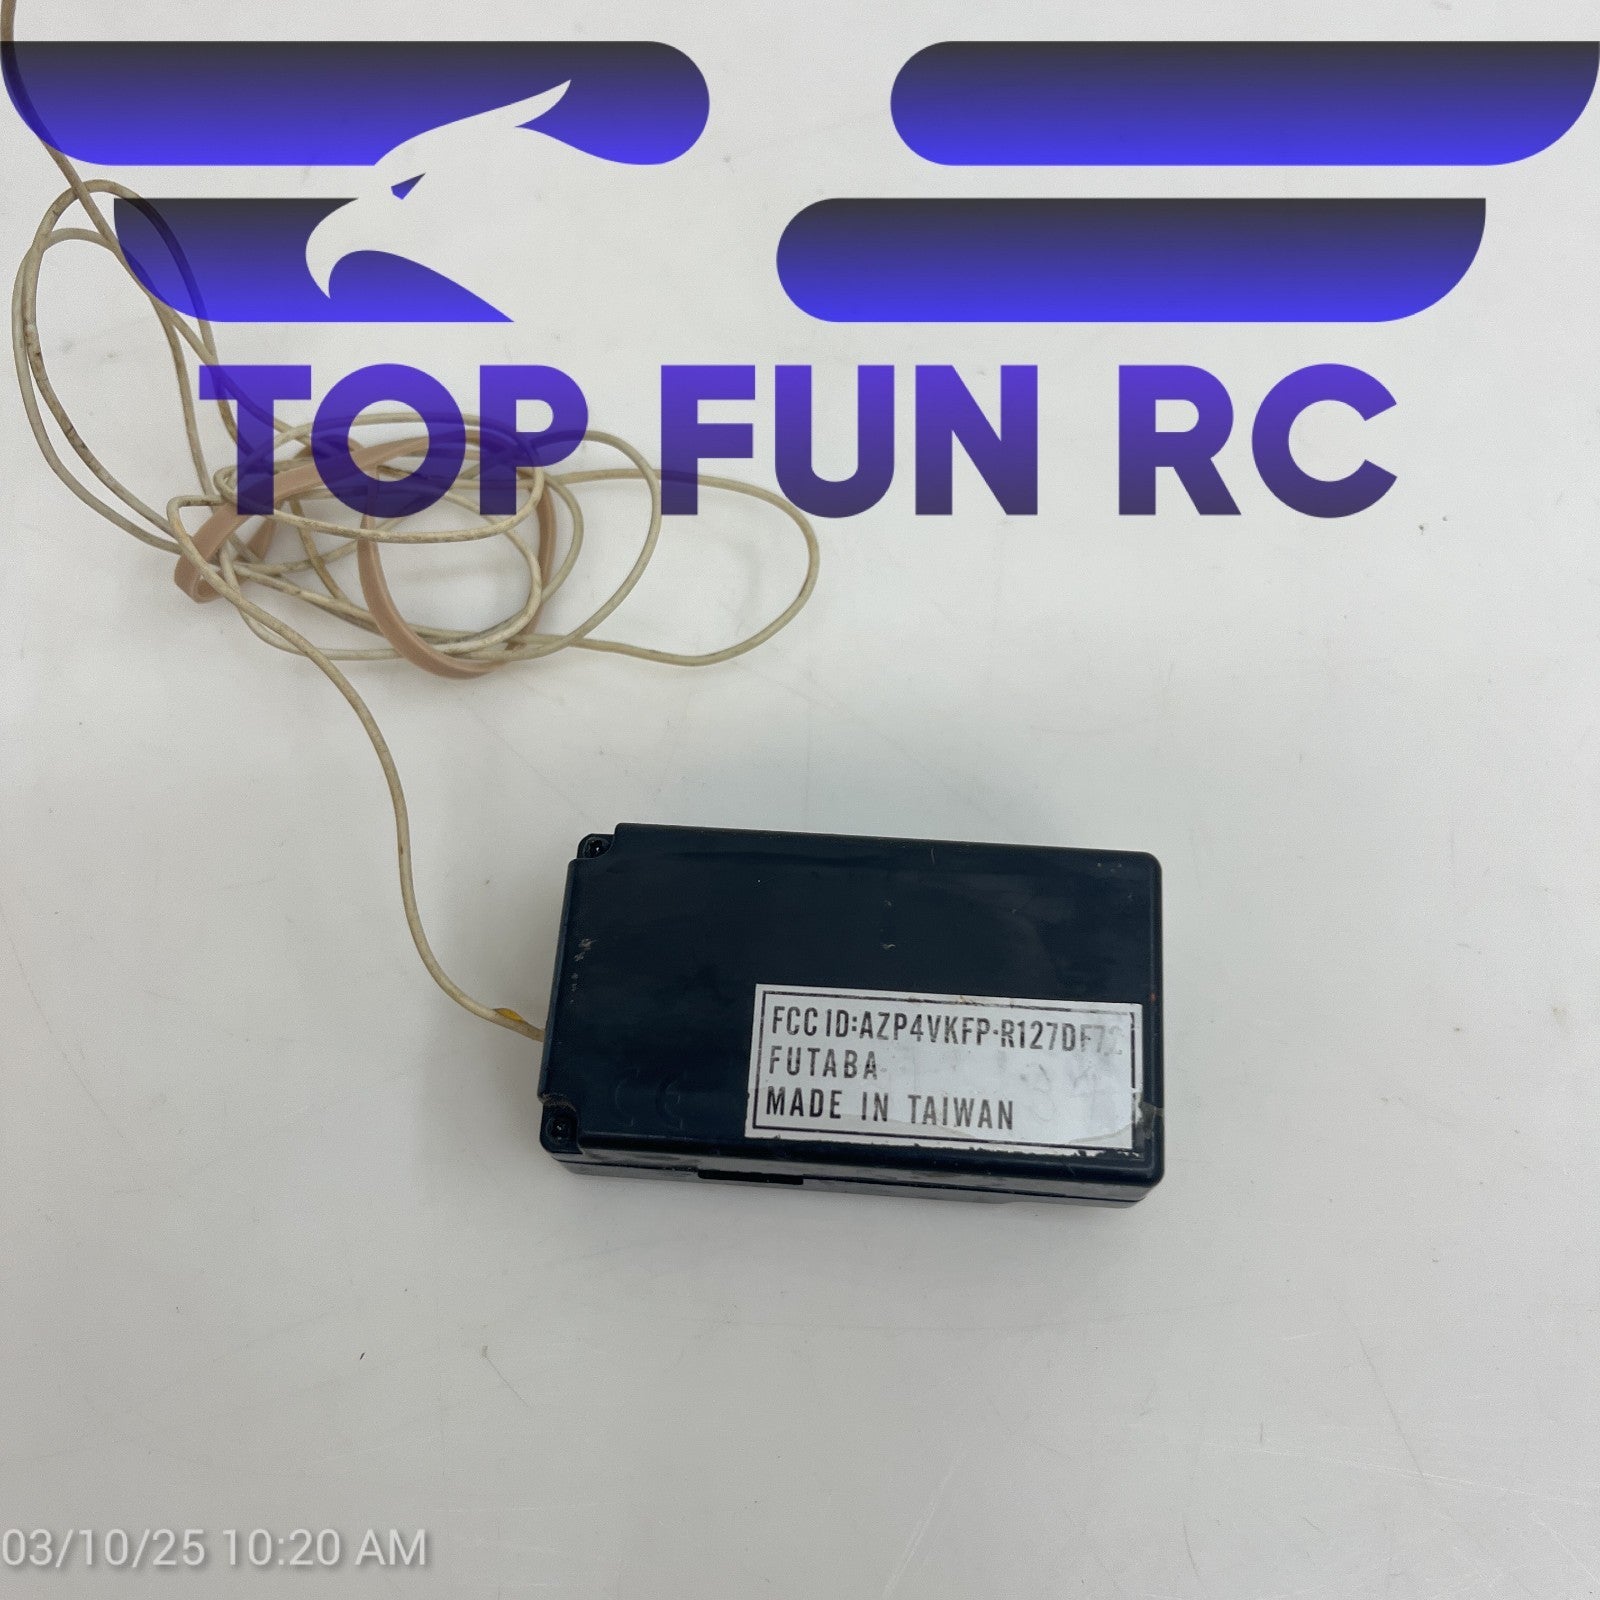 TOP FUN RC
FCC ID:AZP4VKFP-R127DF72
FUTABA
MADE IN TAIWAN
03/10/25 10:20 AM